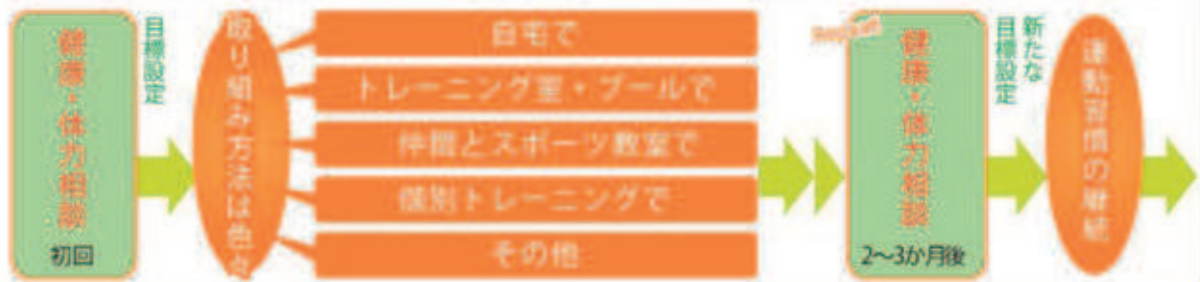 健康・体力相談
初回
目標設定
取り組み方法は色々
自宅で
トレーニング室・プールで
仲間とスポーツ教室で
個別トレーニングで
その他
健康・体力相談
2～3か月後
新たな
目標設定
運動習慣の継続